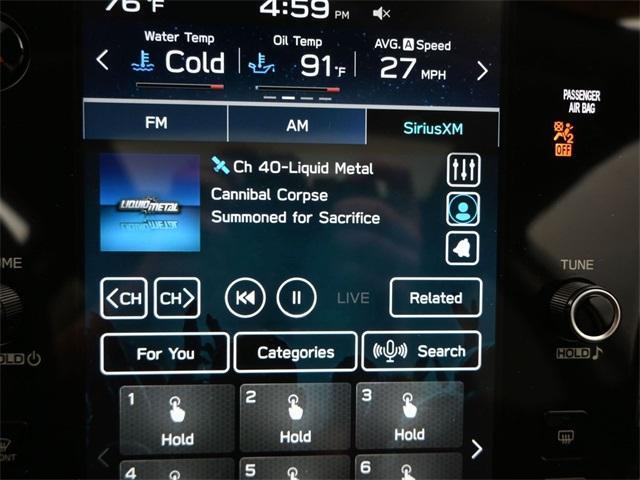 76 °F 4:59 PM
Water Temp Oil Temp AVG. A Speed
Cold 91°F 27 MPH
PASSENGER
AIR BAG
2
OFF
FM AM SiriusXM
LIQUID METAL
Ch 40-Liquid Metal
Cannibal Corpse
Summoned for Sacrifice
TUNE
<CH CH> LIVE Related
HOLD
HOLD
For You Categories Search
1 2 3
Hold Hold Hold
4 5 6